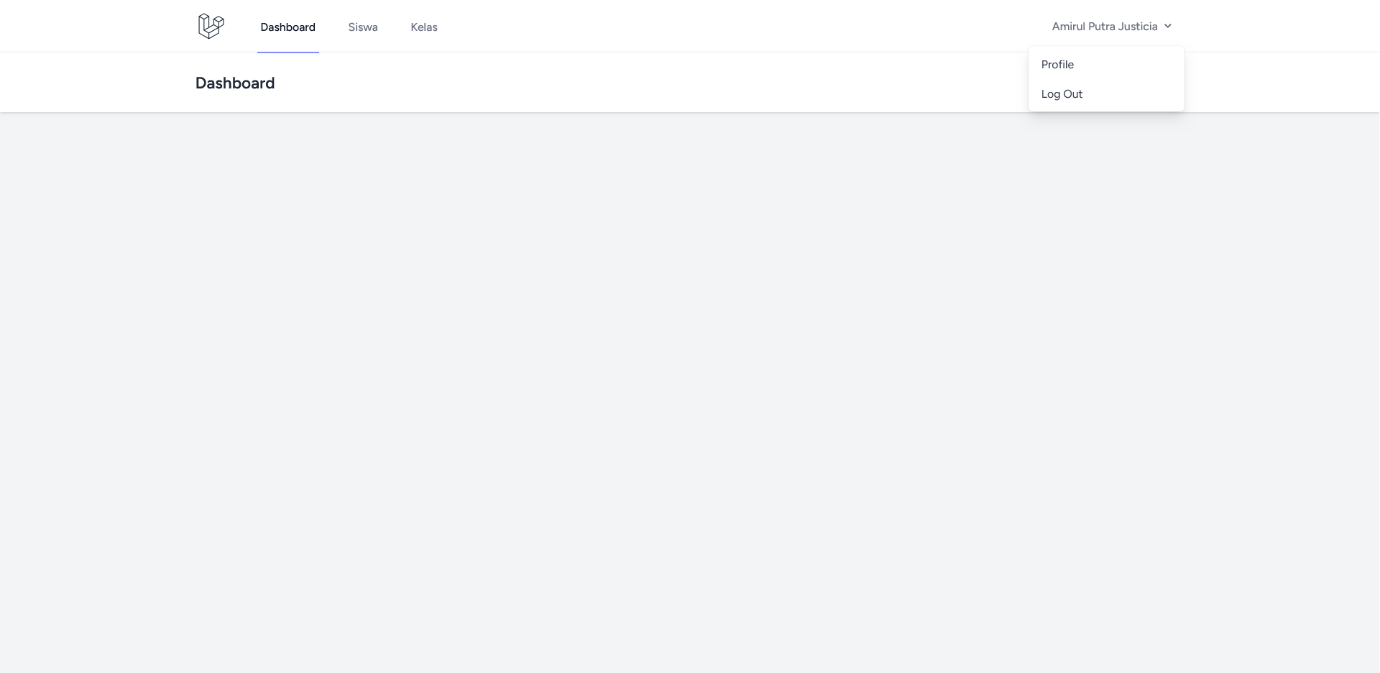 Dashboard Siswa Kelas Amirul Putra Justicia
Profile
Log Out
Dashboard